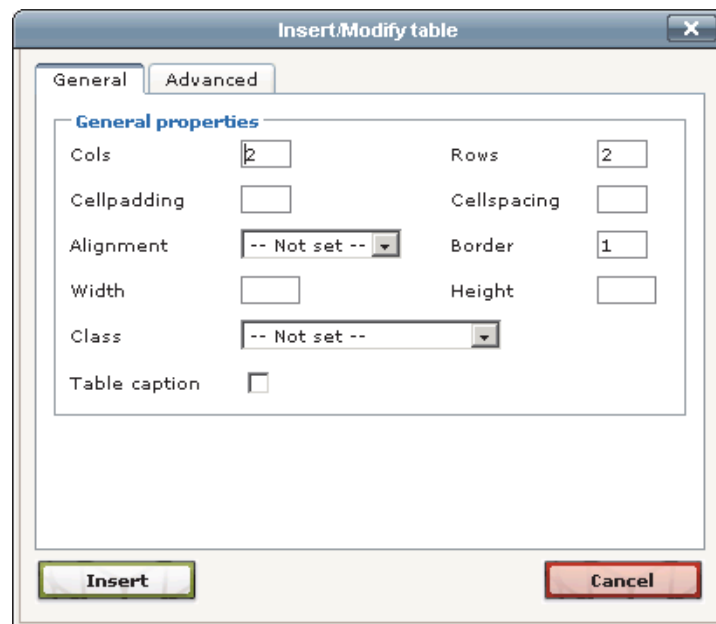 Insert/Modify table
General Advanced
General properties
Cols 2 Rows 2
Cellpadding Cellspacing
Alignment -- Not set -- Border 1
Width Height
Class -- Not set --
Table caption
Insert Cancel